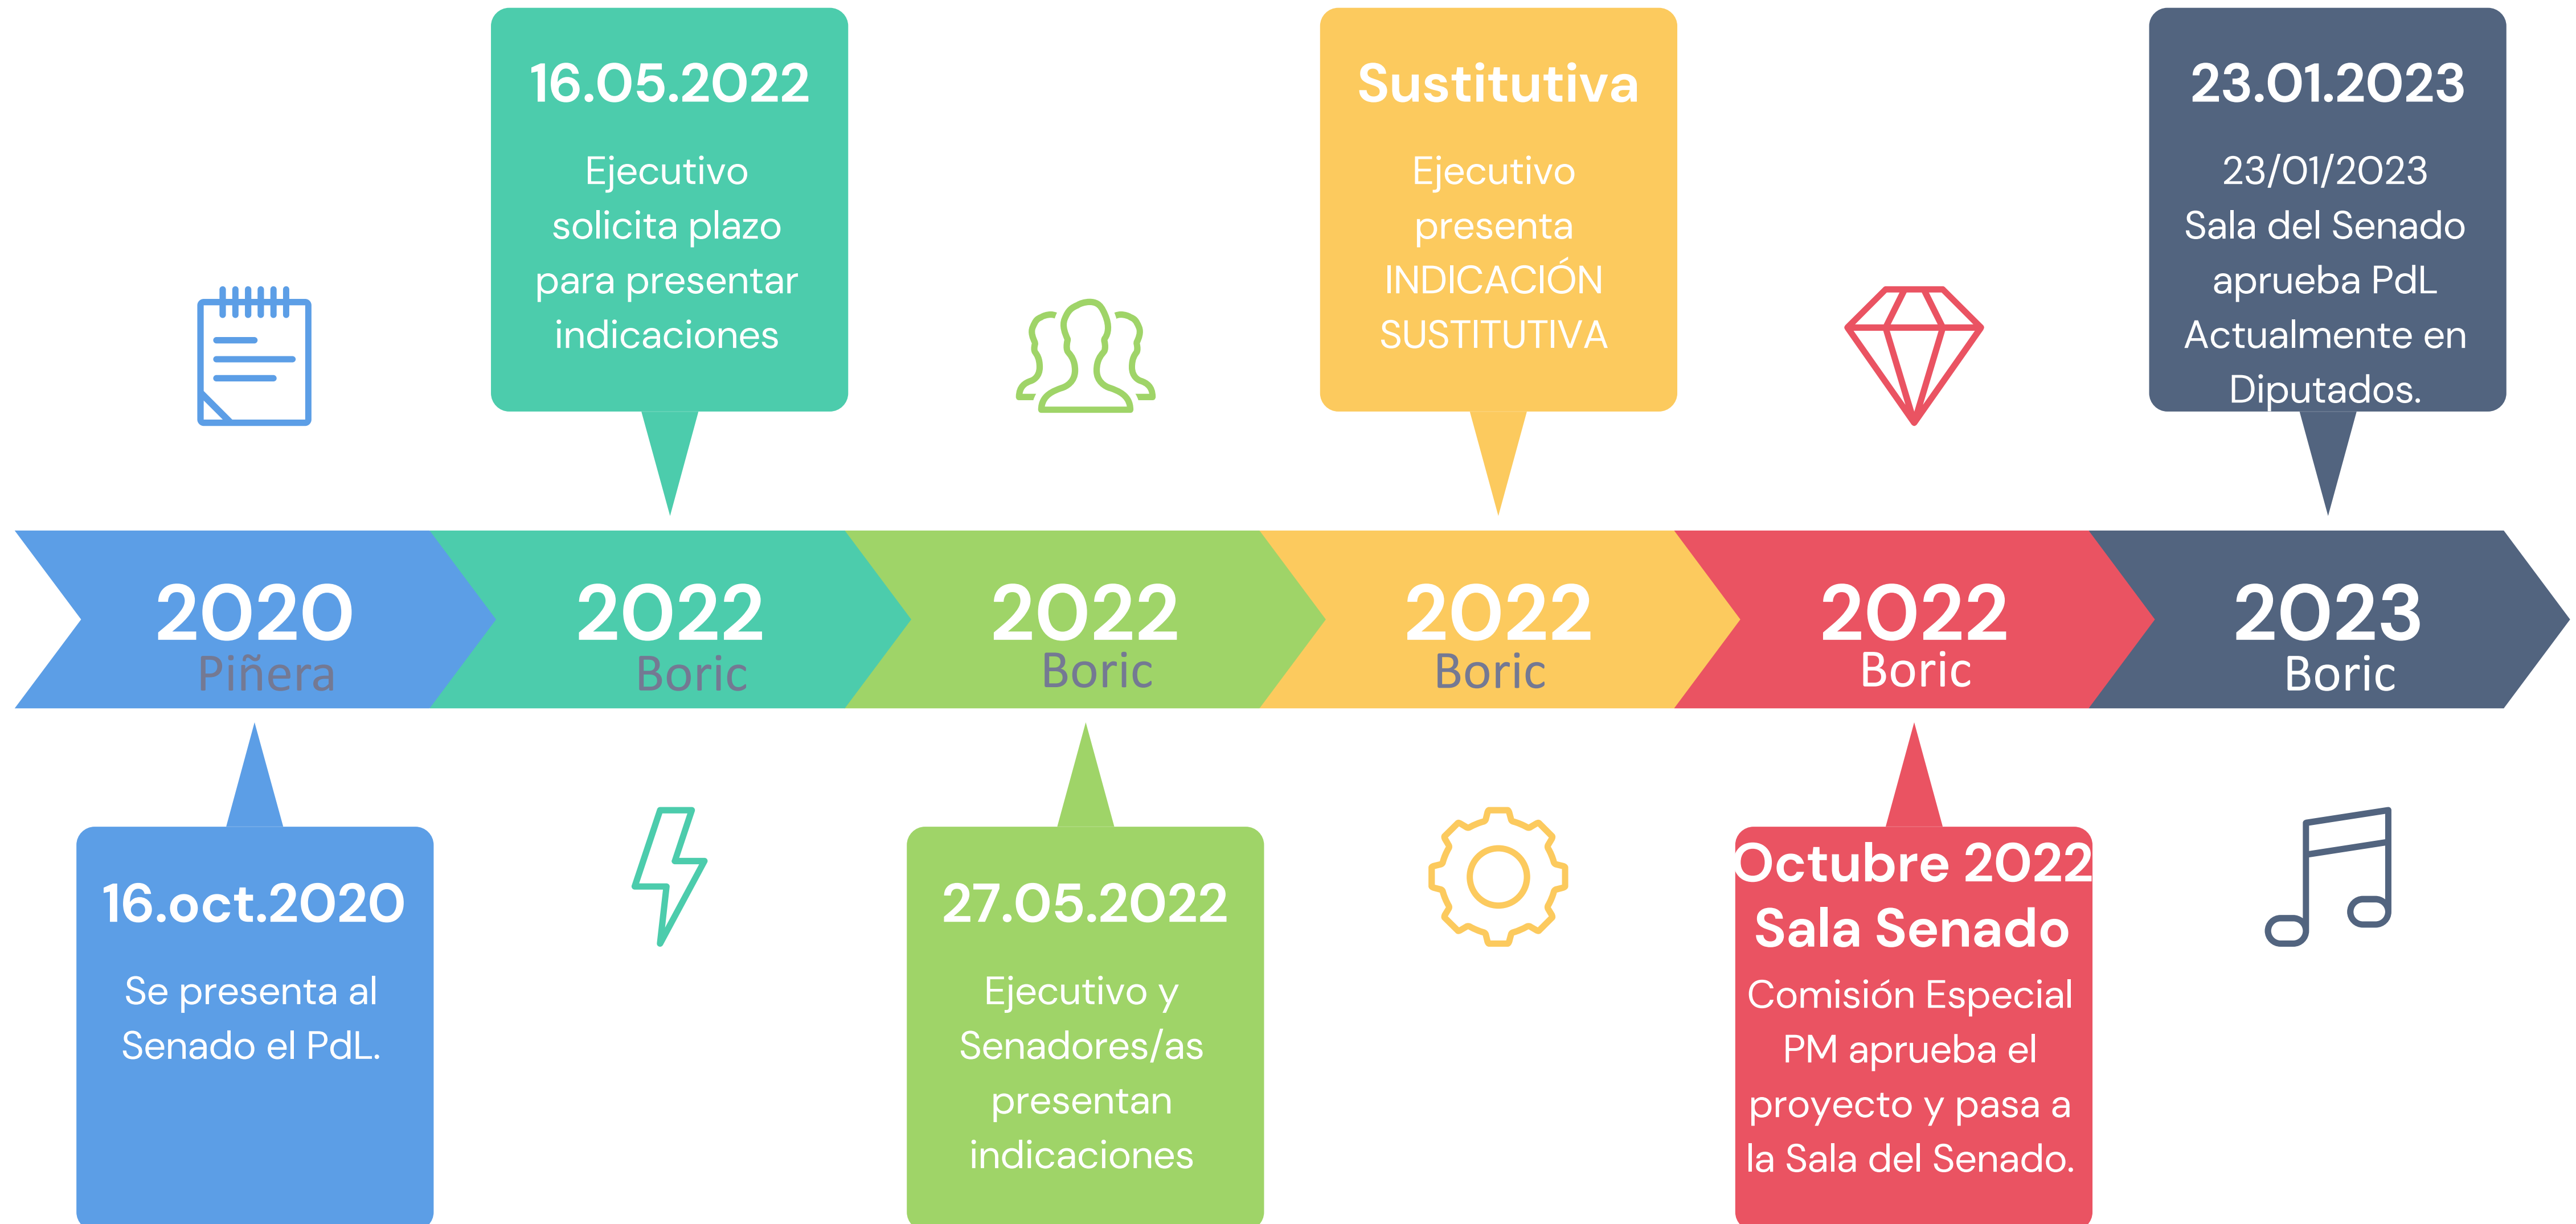 16.05.2022
Ejecutivo
solicita plazo
para presentar
indicaciones
Sustitutiva
Ejecutivo
presenta
INDICACIÓN
SUSTITUTIVA
23.01.2023
23/01/2023
Sala del Senado
aprueba PdL
Actualmente en
Diputados.
2020
Piñera
2022
Boric
2022
Boric
2022
Boric
2022
Boric
2023
Boric
16.oct.2020
Se presenta al
Senado el PdL.
27.05.2022
Ejecutivo y
Senadores/as
presentan
indicaciones
Octubre 2022
Sala Senado
Comisión Especial
PM aprueba el
proyecto y pasa a
la Sala del Senado.